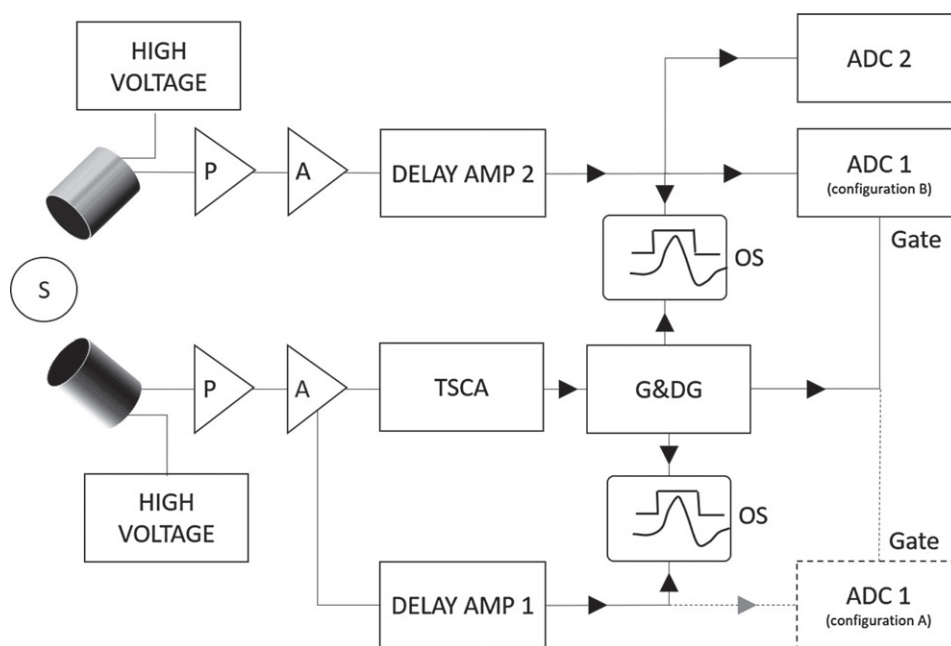 HIGH
VOLTAGE
ADC 2
P
A
DELAY AMP 2
ADC 1
(configuration B)
Gate
OS
S
P
A
TSCA
G&DG
HIGH
VOLTAGE
OS
Gate
DELAY AMP 1
ADC 1
(configuration A)